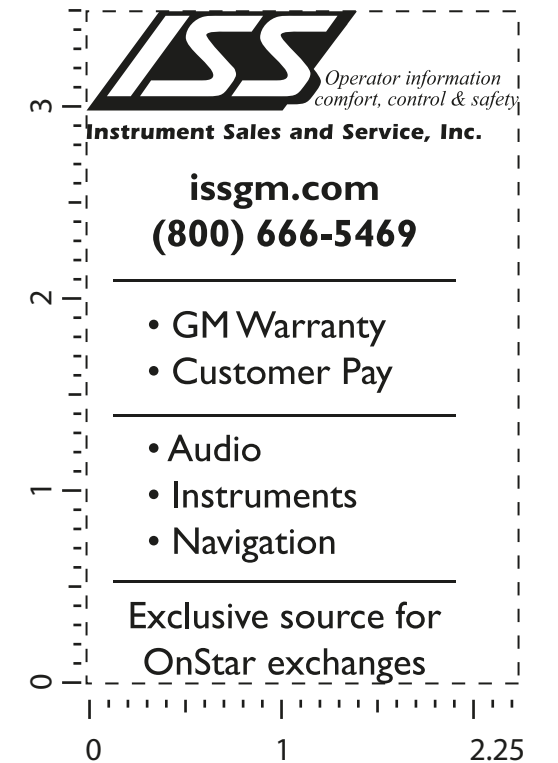 ISS
Operator information
comfort, control & safety
Instrument Sales and Service, Inc.
issgm.com
(800) 666-5469
• GM Warranty
• Customer Pay
• Audio
• Instruments
• Navigation
Exclusive source for
OnStar exchanges
3
2
1
0
0 1 2.25